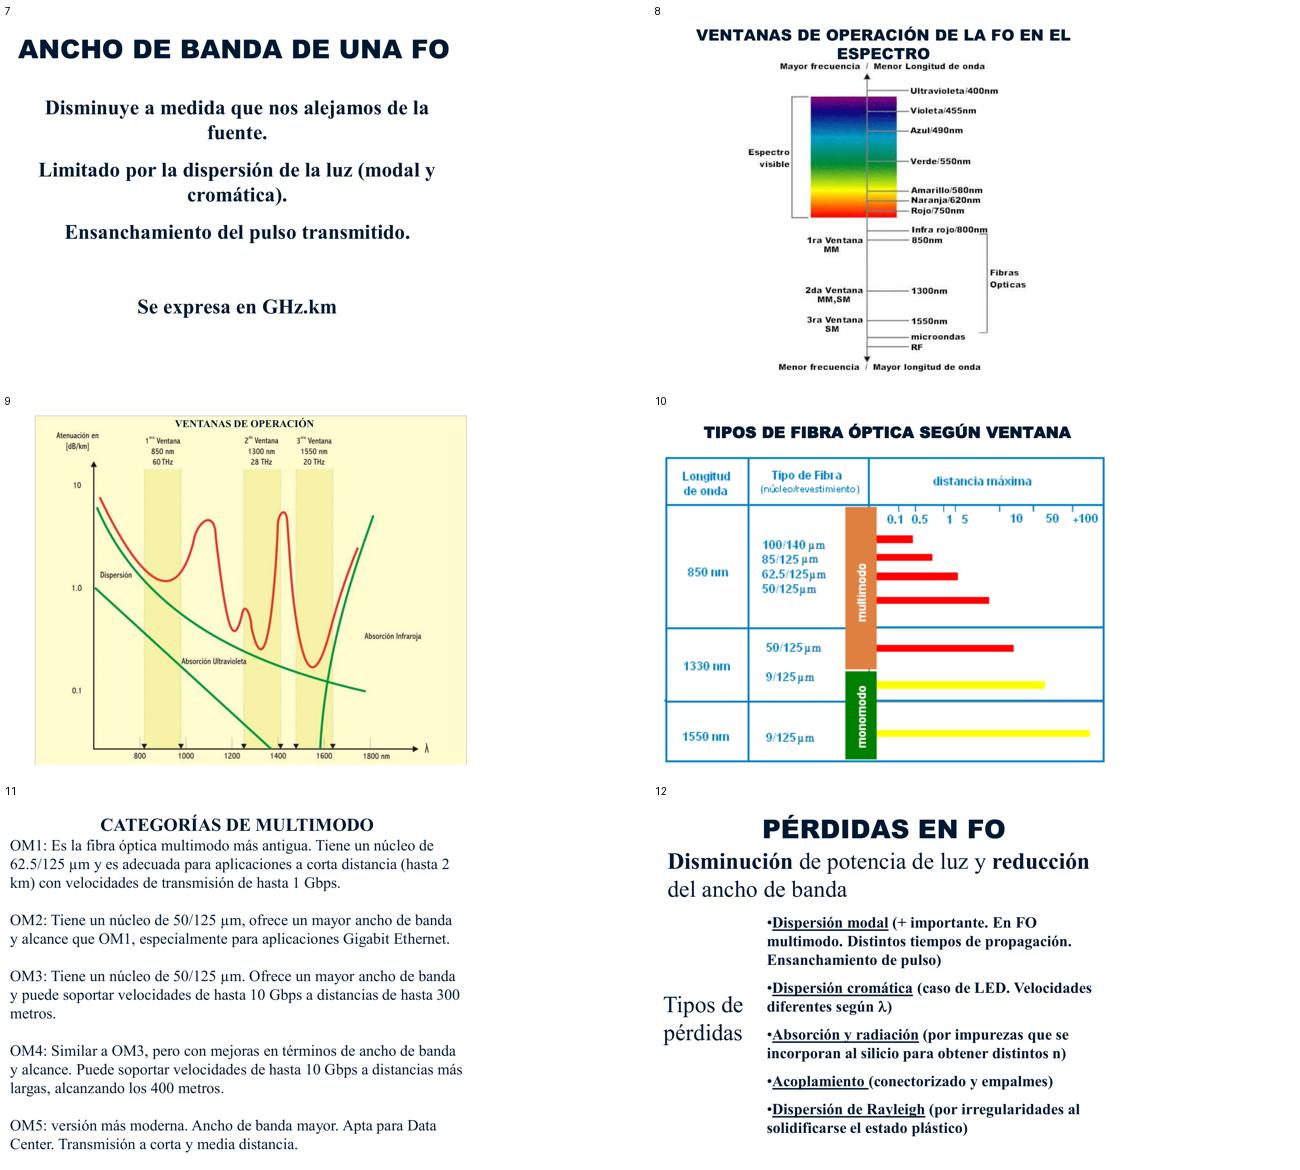 7
ANCHO DE BANDA DE UNA FO
Disminuye a medida que nos alejamos de la
fuente.
Limitado por la dispersión de la luz (modal y
cromática).
Ensanchamiento del pulso transmitido.
Se expresa en GHz.km
8
VENTANAS DE OPERACIÓN DE LA FO EN EL
ESPECTRO
Mayor frecuencia / Menor Longitud de onda
Ultravioleta/400nm
Violeta/455nm
Azul/490nm
Espectro
visible
Verde/550nm
Amarillo/580nm
Naranja/620nm
Rojo/750nm
Infra rojo/800nm
1ra Ventana
MM
850nm
Fibras
Opticas
2da Ventana
MM,SM
1300nm
3ra Ventana
SM
1550nm
microondas
RF
Menor frecuencia / Mayor longitud de onda
9
VENTANAS DE OPERACIÓN
Atenuación en
[dB/km]
1era Ventana
850 nm
60 THz
2da Ventana
1300 nm
28 THz
3era Ventana
1550 nm
20 THz
10
Dispersión
1.0
Absorción Infraroja
Absorción Ultravioleta
0.1
λ
800 1000 1200 1400 1600 1800 nm
10
TIPOS DE FIBRA ÓPTICA SEGÚN VENTANA
Longitud
de onda
Tipo de Fibra
(núcleo/revestimiento)
distancia máxima
0.1 0.5 1 5 10 50 +100
850 nm
100/140 µm
85/125 µm
62.5/125µm
50/125µm
multimodo
1330 nm
50/125µm
9/125µm
monomodo
1550 nm
9/125µm
11
CATEGORÍAS DE MULTIMODO
OM1: Es la fibra óptica multimodo más antigua. Tiene un núcleo de
62.5/125 µm y es adecuada para aplicaciones a corta distancia (hasta 2
km) con velocidades de transmisión de hasta 1 Gbps.
OM2: Tiene un núcleo de 50/125 µm, ofrece un mayor ancho de banda
y alcance que OM1, especialmente para aplicaciones Gigabit Ethernet.
OM3: Tiene un núcleo de 50/125 µm. Ofrece un mayor ancho de banda
y puede soportar velocidades de hasta 10 Gbps a distancias de hasta 300
metros.
OM4: Similar a OM3, pero con mejoras en términos de ancho de banda
y alcance. Puede soportar velocidades de hasta 10 Gbps a distancias más
largas, alcanzando los 400 metros.
OM5: versión más moderna. Ancho de banda mayor. Apta para Data
Center. Transmisión a corta y media distancia.
12
PÉRDIDAS EN FO
Disminución de potencia de luz y reducción
del ancho de banda
Tipos de
pérdidas
•Dispersión modal (+ importante. En FO
multimodo. Distintos tiempos de propagación.
Ensanchamiento de pulso)
•Dispersión cromática (caso de LED. Velocidades
diferentes según λ)
•Absorción y radiación (por impurezas que se
incorporan al silicio para obtener distintos n)
•Acoplamiento (conectorizado y empalmes)
•Dispersión de Rayleigh (por irregularidades al
solidificarse el estado plástico)